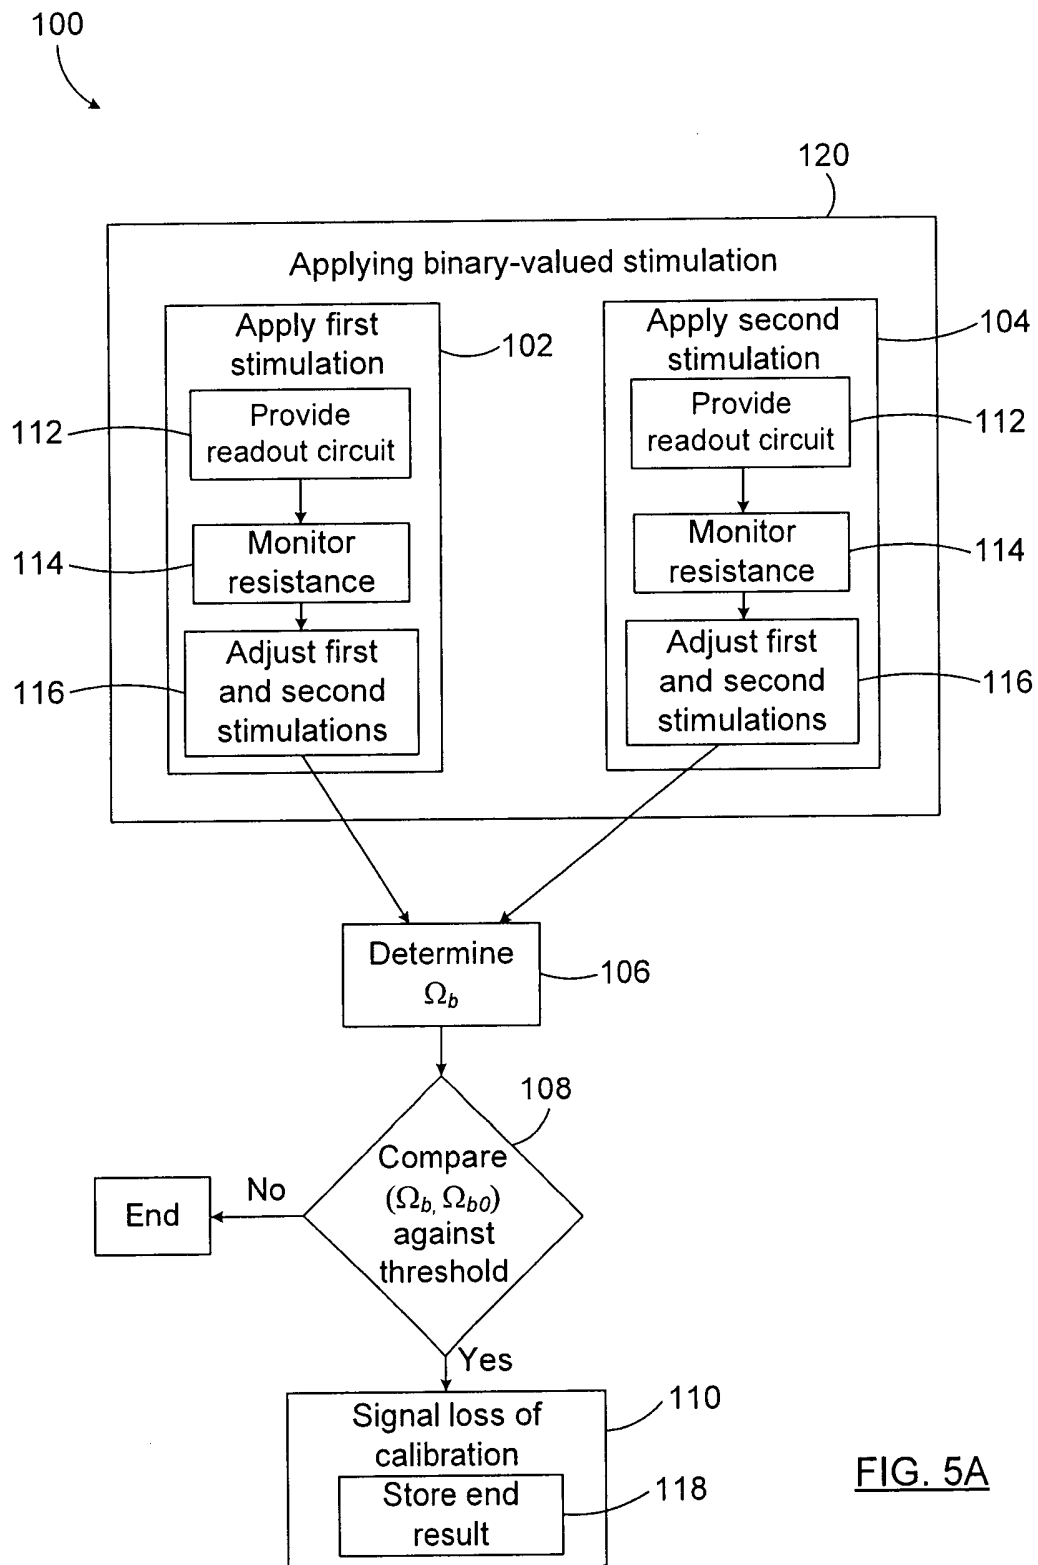 100
120
Applying binary-valued stimulation
Apply first
stimulation
102
Provide
readout circuit
112
Monitor
resistance
114
Adjust first
and second
stimulations
116
Apply second
stimulation
104
Provide
readout circuit
112
Monitor
resistance
114
Adjust first
and second
stimulations
116
Determine
Ωb
106
108
Compare
(Ωb, Ωb0)
against
threshold
No
End
Yes
Signal loss of
calibration
110
Store end
result
118
FIG. 5A